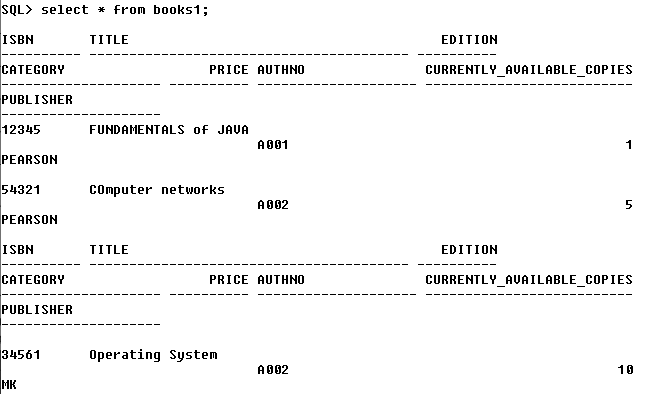 SQL> select * from books1;
ISBN TITLE EDITION
---------- ---------------------------------------- ----------
CATEGORY PRICE AUTHNO CURRENTLY_AVAILABLE_COPIES
-------------------- ---------- -------------------- --------------------------
PUBLISHER
--------------------
12345 FUNDAMENTALS of JAVA
A001 1
PEARSON
54321 COmputer networks
A002 5
PEARSON
ISBN TITLE EDITION
---------- ---------------------------------------- ----------
CATEGORY PRICE AUTHNO CURRENTLY_AVAILABLE_COPIES
-------------------- ---------- -------------------- --------------------------
PUBLISHER
--------------------
34561 Operating System
A002 10
MK